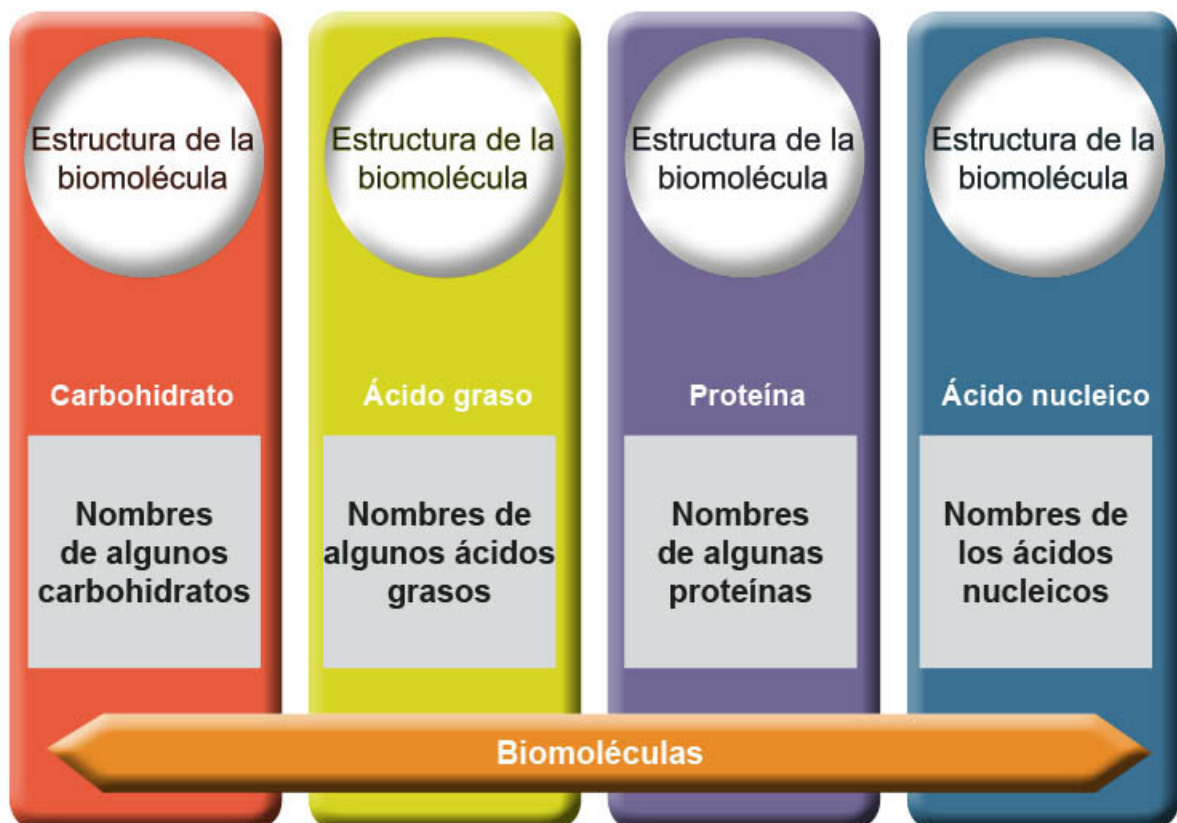 Estructura de la
biomolécula
Estructura de la
biomolécula
Estructura de la
biomolécula
Estructura de la
biomolécula
Carbohidrato
Ácido graso
Proteína
Ácido nucleico
Nombres
de algunos
carbohidratos
Nombres de
algunos ácidos
grasos
Nombres
de algunas
proteínas
Nombres de
los ácidos
nucleicos
Biomoléculas